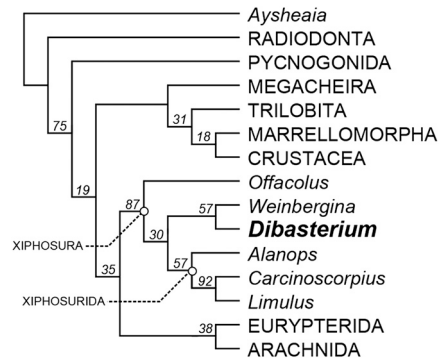 Aysheaia
RADIODONTA
PYCNOGONIDA
MEGACHEIRA
31
TRILOBITA
75
18
MARRELLOMORPHA
CRUSTACEA
19
87
Offacolus
57
Weinbergina
30
Dibasterium
XIPHOSURA
57
Alanops
35
92
Carcinoscorpius
XIPHOSURIDA
Limulus
38
EURYPTERIDA
ARACHNIDA